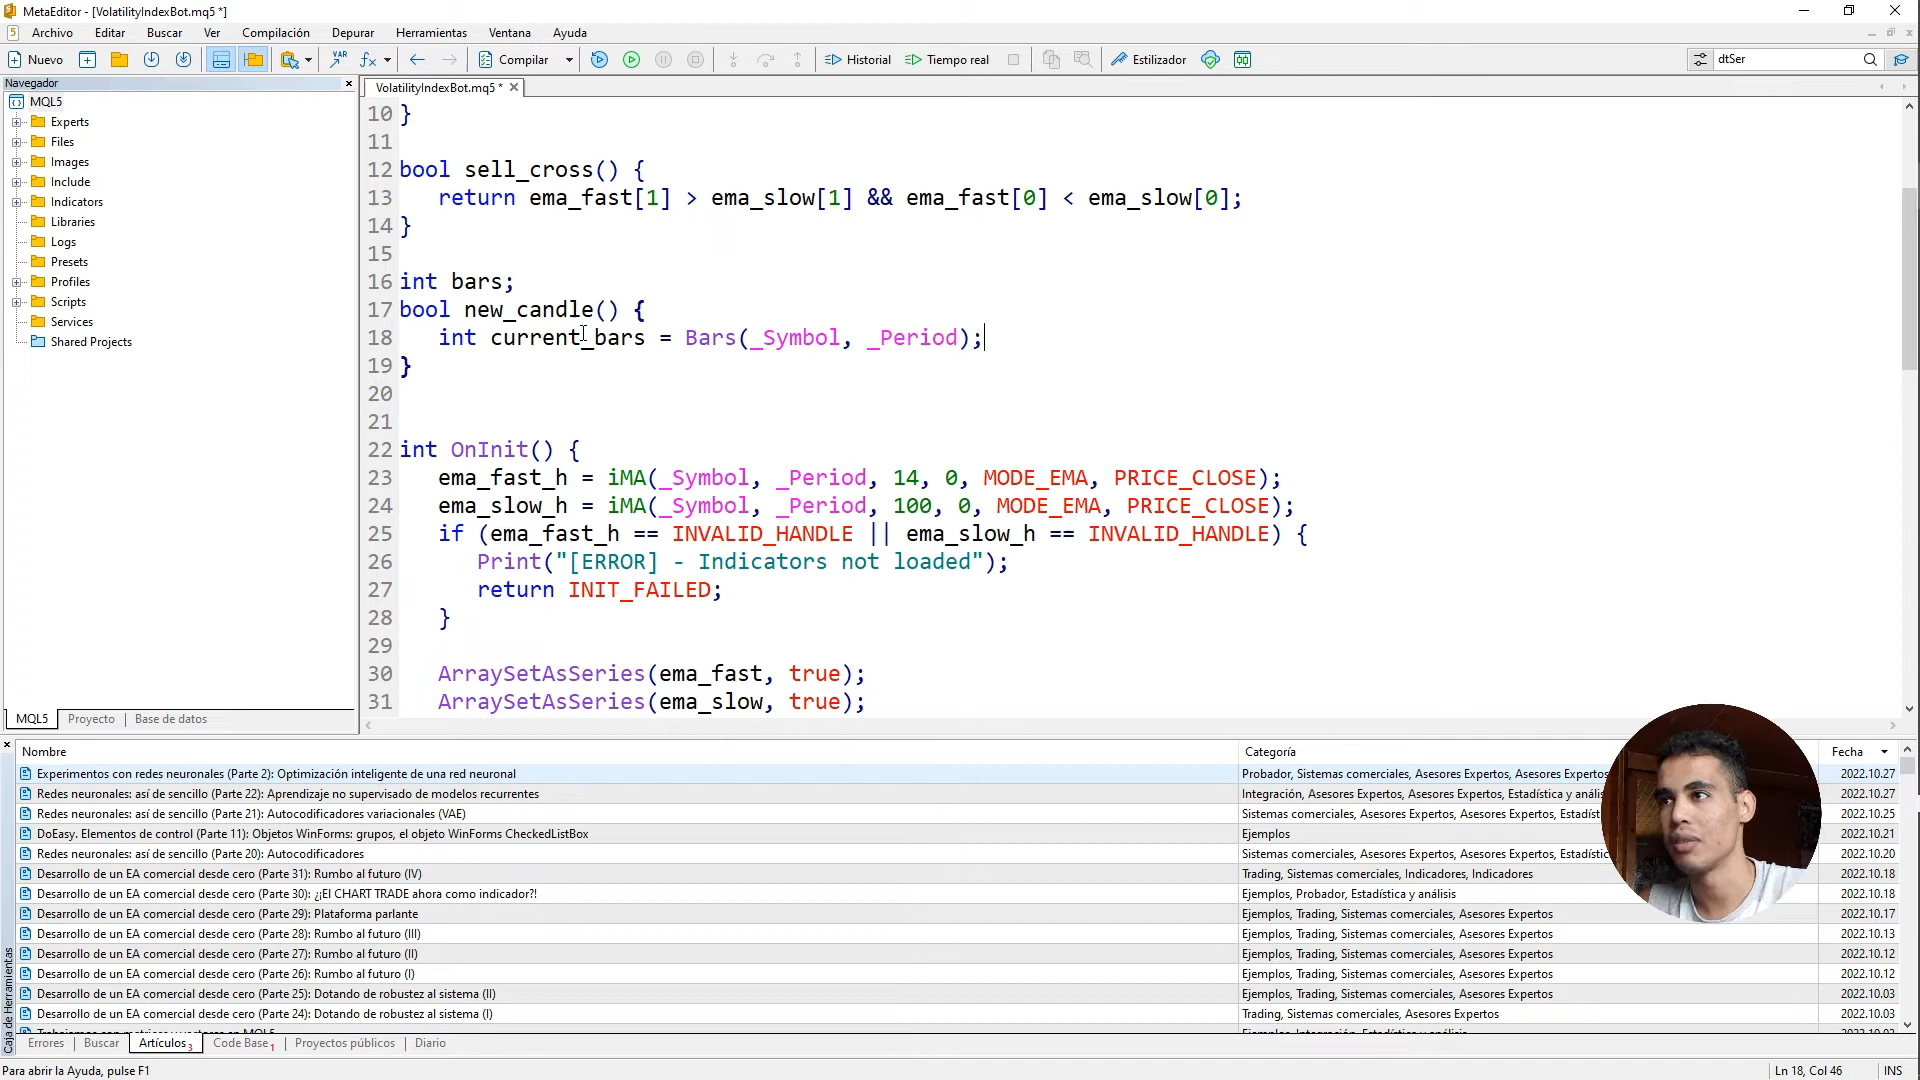 MetaEditor - [VolatilityIndexBot.mq5 *]
5 Archivo Editar Buscar Ver Compilación Depurar Herramientas Ventana Ayuda
Nuevo VAR fx Compilar Historial Tiempo real Estilizador dtSer
Navegador
MQL5
Experts
Files
Images
Include
Indicators
Libraries
Logs
Presets
Profiles
Scripts
Services
Shared Projects
MQL5 Proyecto Base de datos
VolatilityIndexBot.mq5 *
10 }
11
12 bool sell_cross() {
13 return ema_fast[1] > ema_slow[1] && ema_fast[0] < ema_slow[0];
14 }
15
16 int bars;
17 bool new_candle() {
18 int current_bars = Bars(_Symbol, _Period);
19 }
20
21
22 int OnInit() {
23 ema_fast_h = iMA(_Symbol, _Period, 14, 0, MODE_EMA, PRICE_CLOSE);
24 ema_slow_h = iMA(_Symbol, _Period, 100, 0, MODE_EMA, PRICE_CLOSE);
25 if (ema_fast_h == INVALID_HANDLE || ema_slow_h == INVALID_HANDLE) {
26 Print("[ERROR] - Indicators not loaded");
27 return INIT_FAILED;
28 }
29
30 ArraySetAsSeries(ema_fast, true);
31 ArraySetAsSeries(ema_slow, true);
Nombre Categoría Fecha
Experimentos con redes neuronales (Parte 2): Optimización inteligente de una red neuronal Probador, Sistemas comerciales, Asesores Expertos, Asesores Expertos 2022.10.27
Redes neuronales: así de sencillo (Parte 22): Aprendizaje no supervisado de modelos recurrentes Integración, Asesores Expertos, Asesores Expertos, Estadística y anális 2022.10.27
Redes neuronales: así de sencillo (Parte 21): Autocodificadores variacionales (VAE) Sistemas comerciales, Asesores Expertos, Asesores Expertos, Estadíst 2022.10.25
DoEasy. Elementos de control (Parte 11): Objetos WinForms: grupos, el objeto WinForms CheckedListBox Ejemplos 2022.10.21
Redes neuronales: así de sencillo (Parte 20): Autocodificadores Sistemas comerciales, Asesores Expertos, Asesores Expertos, Estadístic 2022.10.20
Desarrollo de un EA comercial desde cero (Parte 31): Rumbo al futuro (IV) Trading, Sistemas comerciales, Indicadores, Indicadores 2022.10.18
Desarrollo de un EA comercial desde cero (Parte 30): ¡¿El CHART TRADE ahora como indicador?! Ejemplos, Probador, Estadística y análisis 2022.10.18
Desarrollo de un EA comercial desde cero (Parte 29): Plataforma parlante Ejemplos, Trading, Sistemas comerciales, Asesores Expertos 2022.10.17
Desarrollo de un EA comercial desde cero (Parte 28): Rumbo al futuro (III) Ejemplos, Trading, Sistemas comerciales, Asesores Expertos 2022.10.13
Desarrollo de un EA comercial desde cero (Parte 27): Rumbo al futuro (II) Ejemplos, Trading, Sistemas comerciales, Asesores Expertos 2022.10.12
Desarrollo de un EA comercial desde cero (Parte 26): Rumbo al futuro (I) Ejemplos, Trading, Sistemas comerciales, Asesores Expertos 2022.10.12
Desarrollo de un EA comercial desde cero (Parte 25): Dotando de robustez al sistema (II) Ejemplos, Trading, Sistemas comerciales, Asesores Expertos 2022.10.03
Desarrollo de un EA comercial desde cero (Parte 24): Dotando de robustez al sistema (I) Trading, Sistemas comerciales, Asesores Expertos 2022.10.03
Caja de Herramientas
Errores Buscar Artículos 3 Code Base 1 Proyectos públicos Diario
Para abrir la Ayuda, pulse F1 Ln 18, Col 46 INS